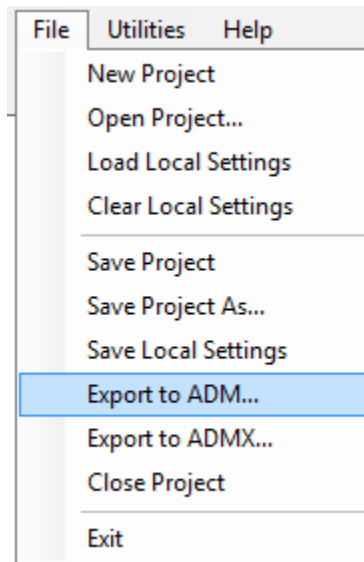 File Utilities Help
New Project
Open Project...
Load Local Settings
Clear Local Settings
Save Project
Save Project As...
Save Local Settings
Export to ADM...
Export to ADMX...
Close Project
Exit